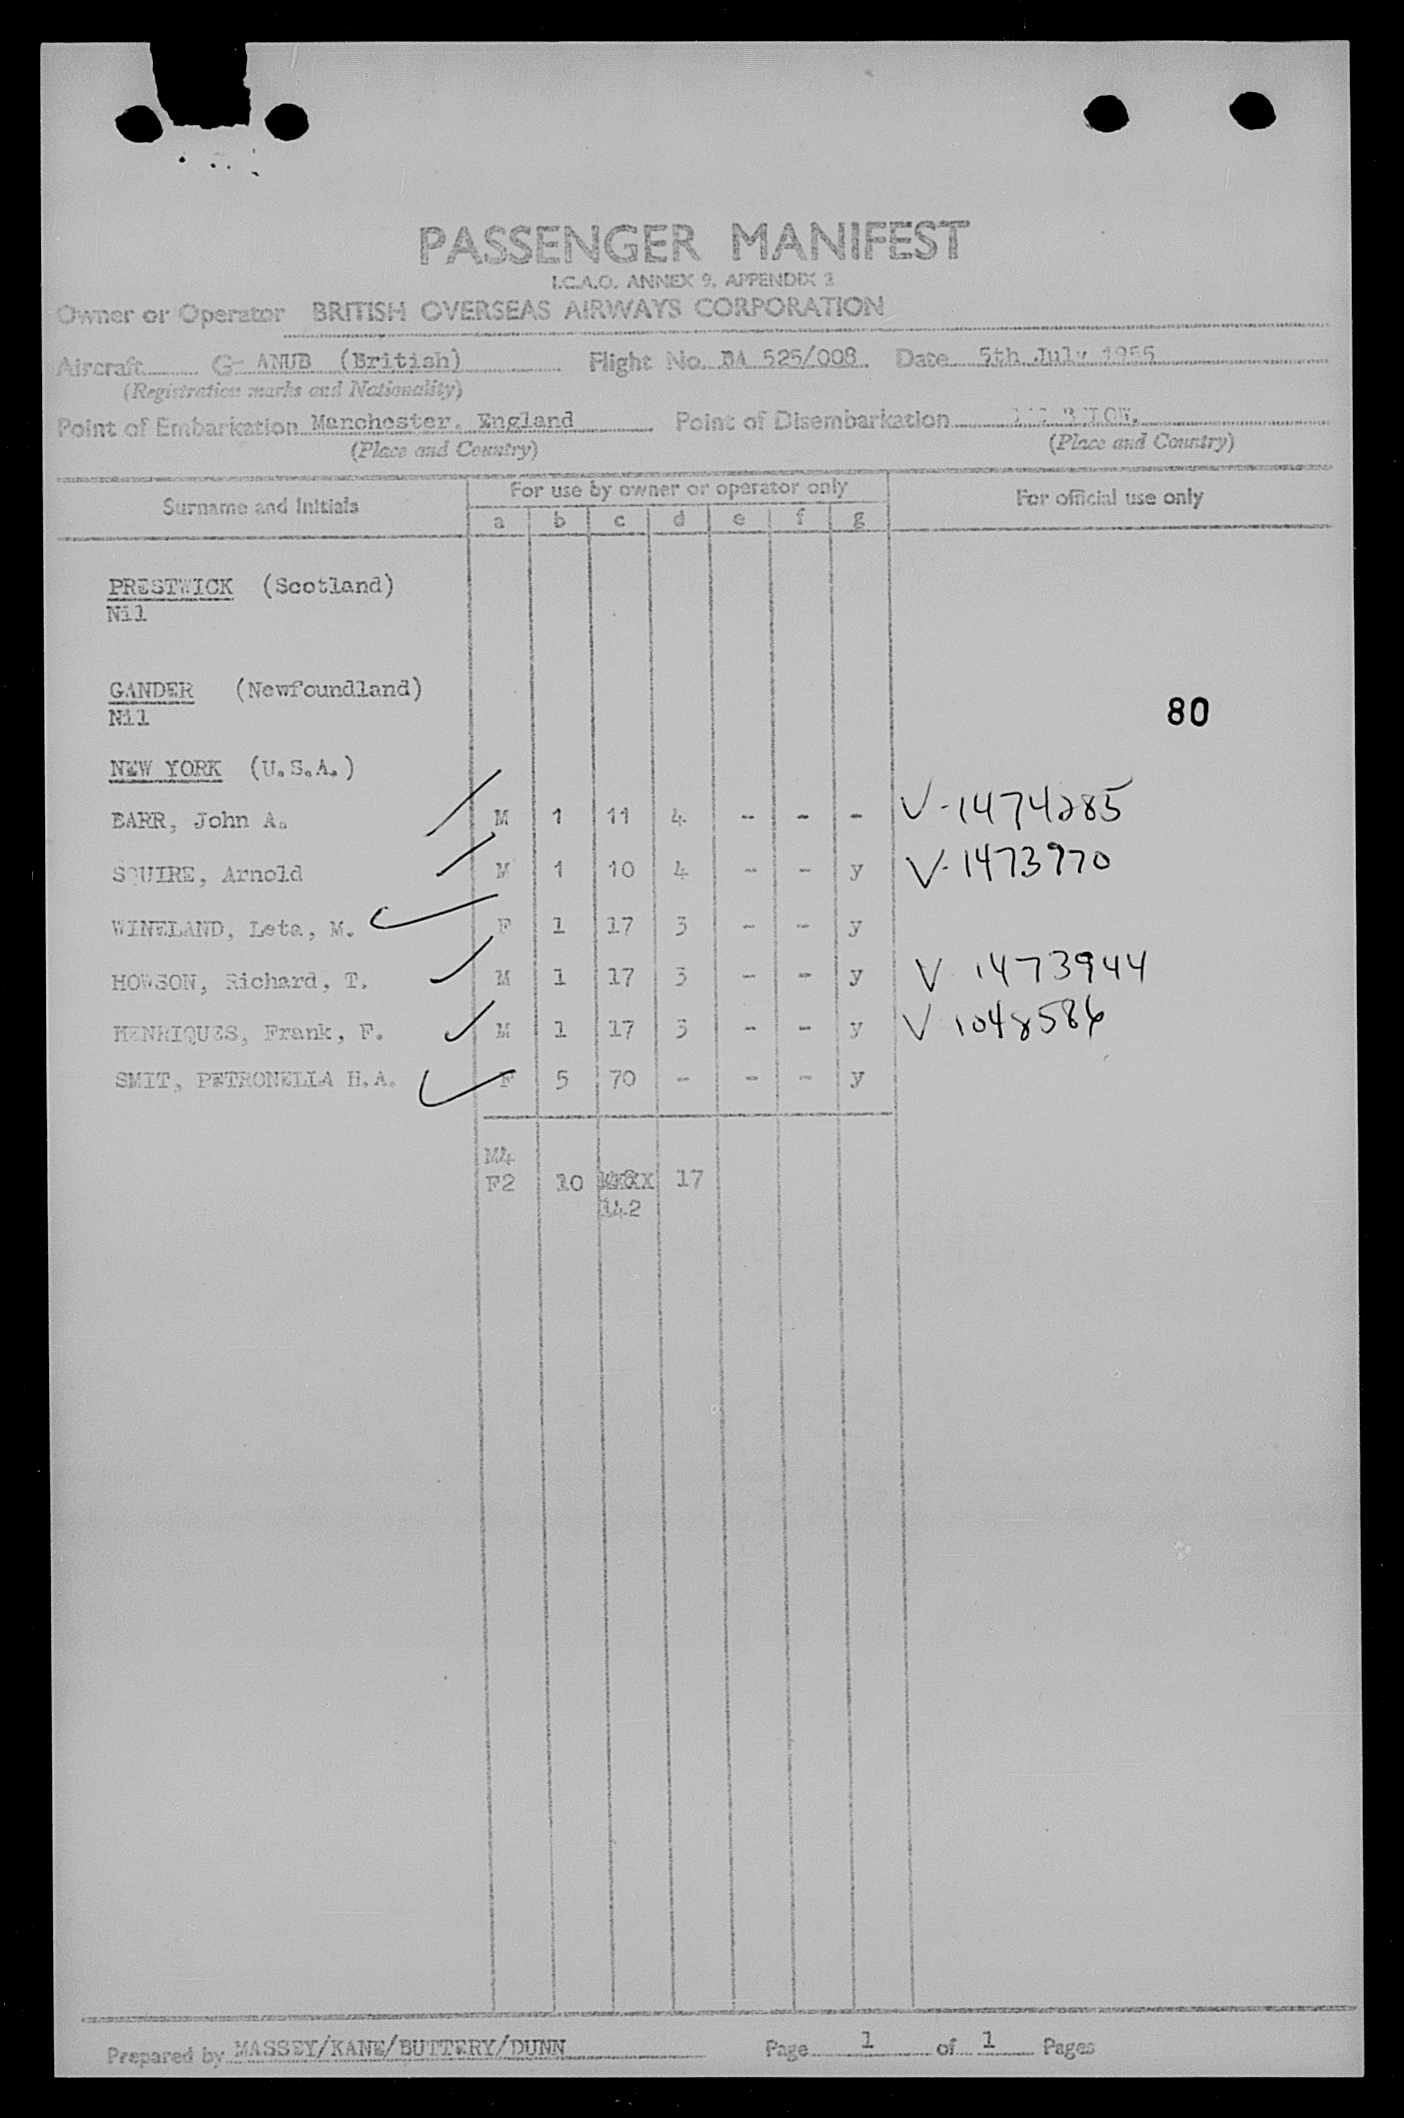 PASSENGER MANIFEST
I.C.A.O. ANNEX 9, APPENDIX 3
Owner or Operator BRITISH OVERSEAS AIRWAYS CORPORATION
Aircraft G- ANUB (British) Flight No. BA 525/008 Date 5th July 1955
(Registration marks and Nationality)
Point of Embarkation Manchester, England Point of Disembarkation
(Place and Country) (Place and Country)
Surname and Initials For use by owner or operator only For official use only
a b c d e f g
PRESTWICK (Scotland)
Nil
GANDER (Newfoundland)
Nil
80
NEW YORK (U.S.A.)
BARR, John A. M 1 11 4 - - - V-1474285
SQUIRE, Arnold M 1 10 4 - - y V-1473970
WINELAND, Leta, M. F 1 17 3 - - y
HOWSON, Richard, T. M 1 17 3 - - y V 1473944
HENRIQUES, Frank, F. M 1 17 3 - - y V 1048586
SMIT, PETRONELLA H.A. F 5 70 - - - y
M4
F2 10 17
142
Prepared by MASSEY/KANE/BUTTERY/DUNN Page 1 of 1 Pages